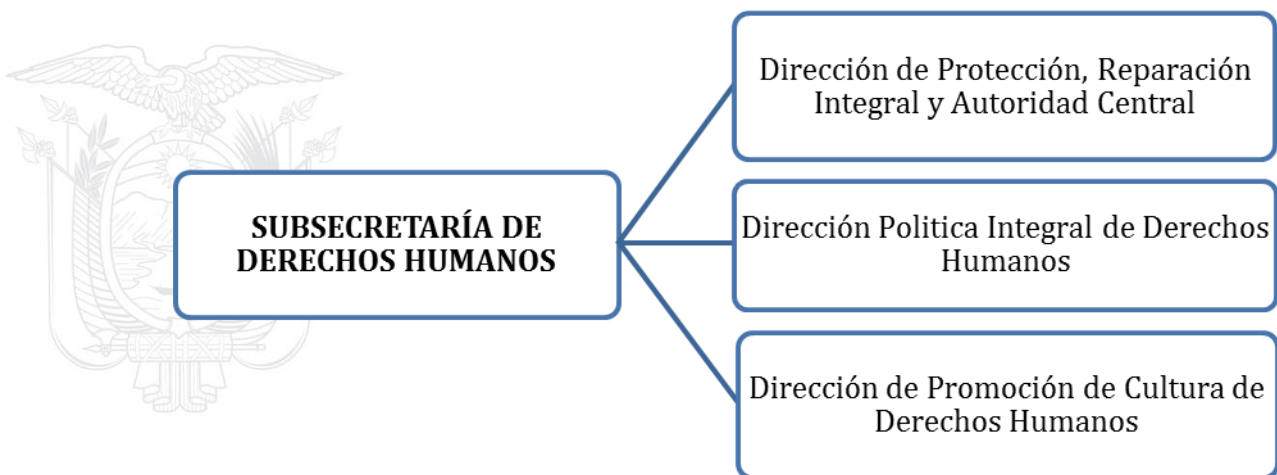 Dirección de Protección, Reparación
Integral y Autoridad Central
SUBSECRETARÍA DE
DERECHOS HUMANOS
Dirección Politica Integral de Derechos
Humanos
Dirección de Promoción de Cultura de
Derechos Humanos